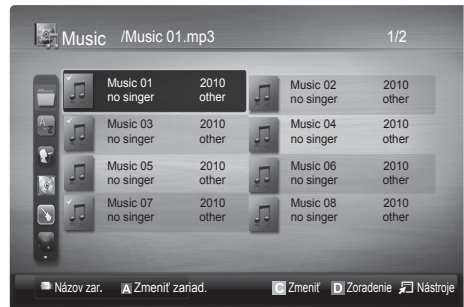 Music /Music 01.mp3 1/2
Music 01 2010 Music 02 2010
no singer other no singer other
Music 03 2010 Music 04 2010
no singer other no singer other
Music 05 2010 Music 06 2010
no singer other no singer other
Music 07 2010 Music 08 2010
no singer other no singer other
Názov zar. A Zmeniť zariad. C Zmeniť D Zoradenie Nástroje